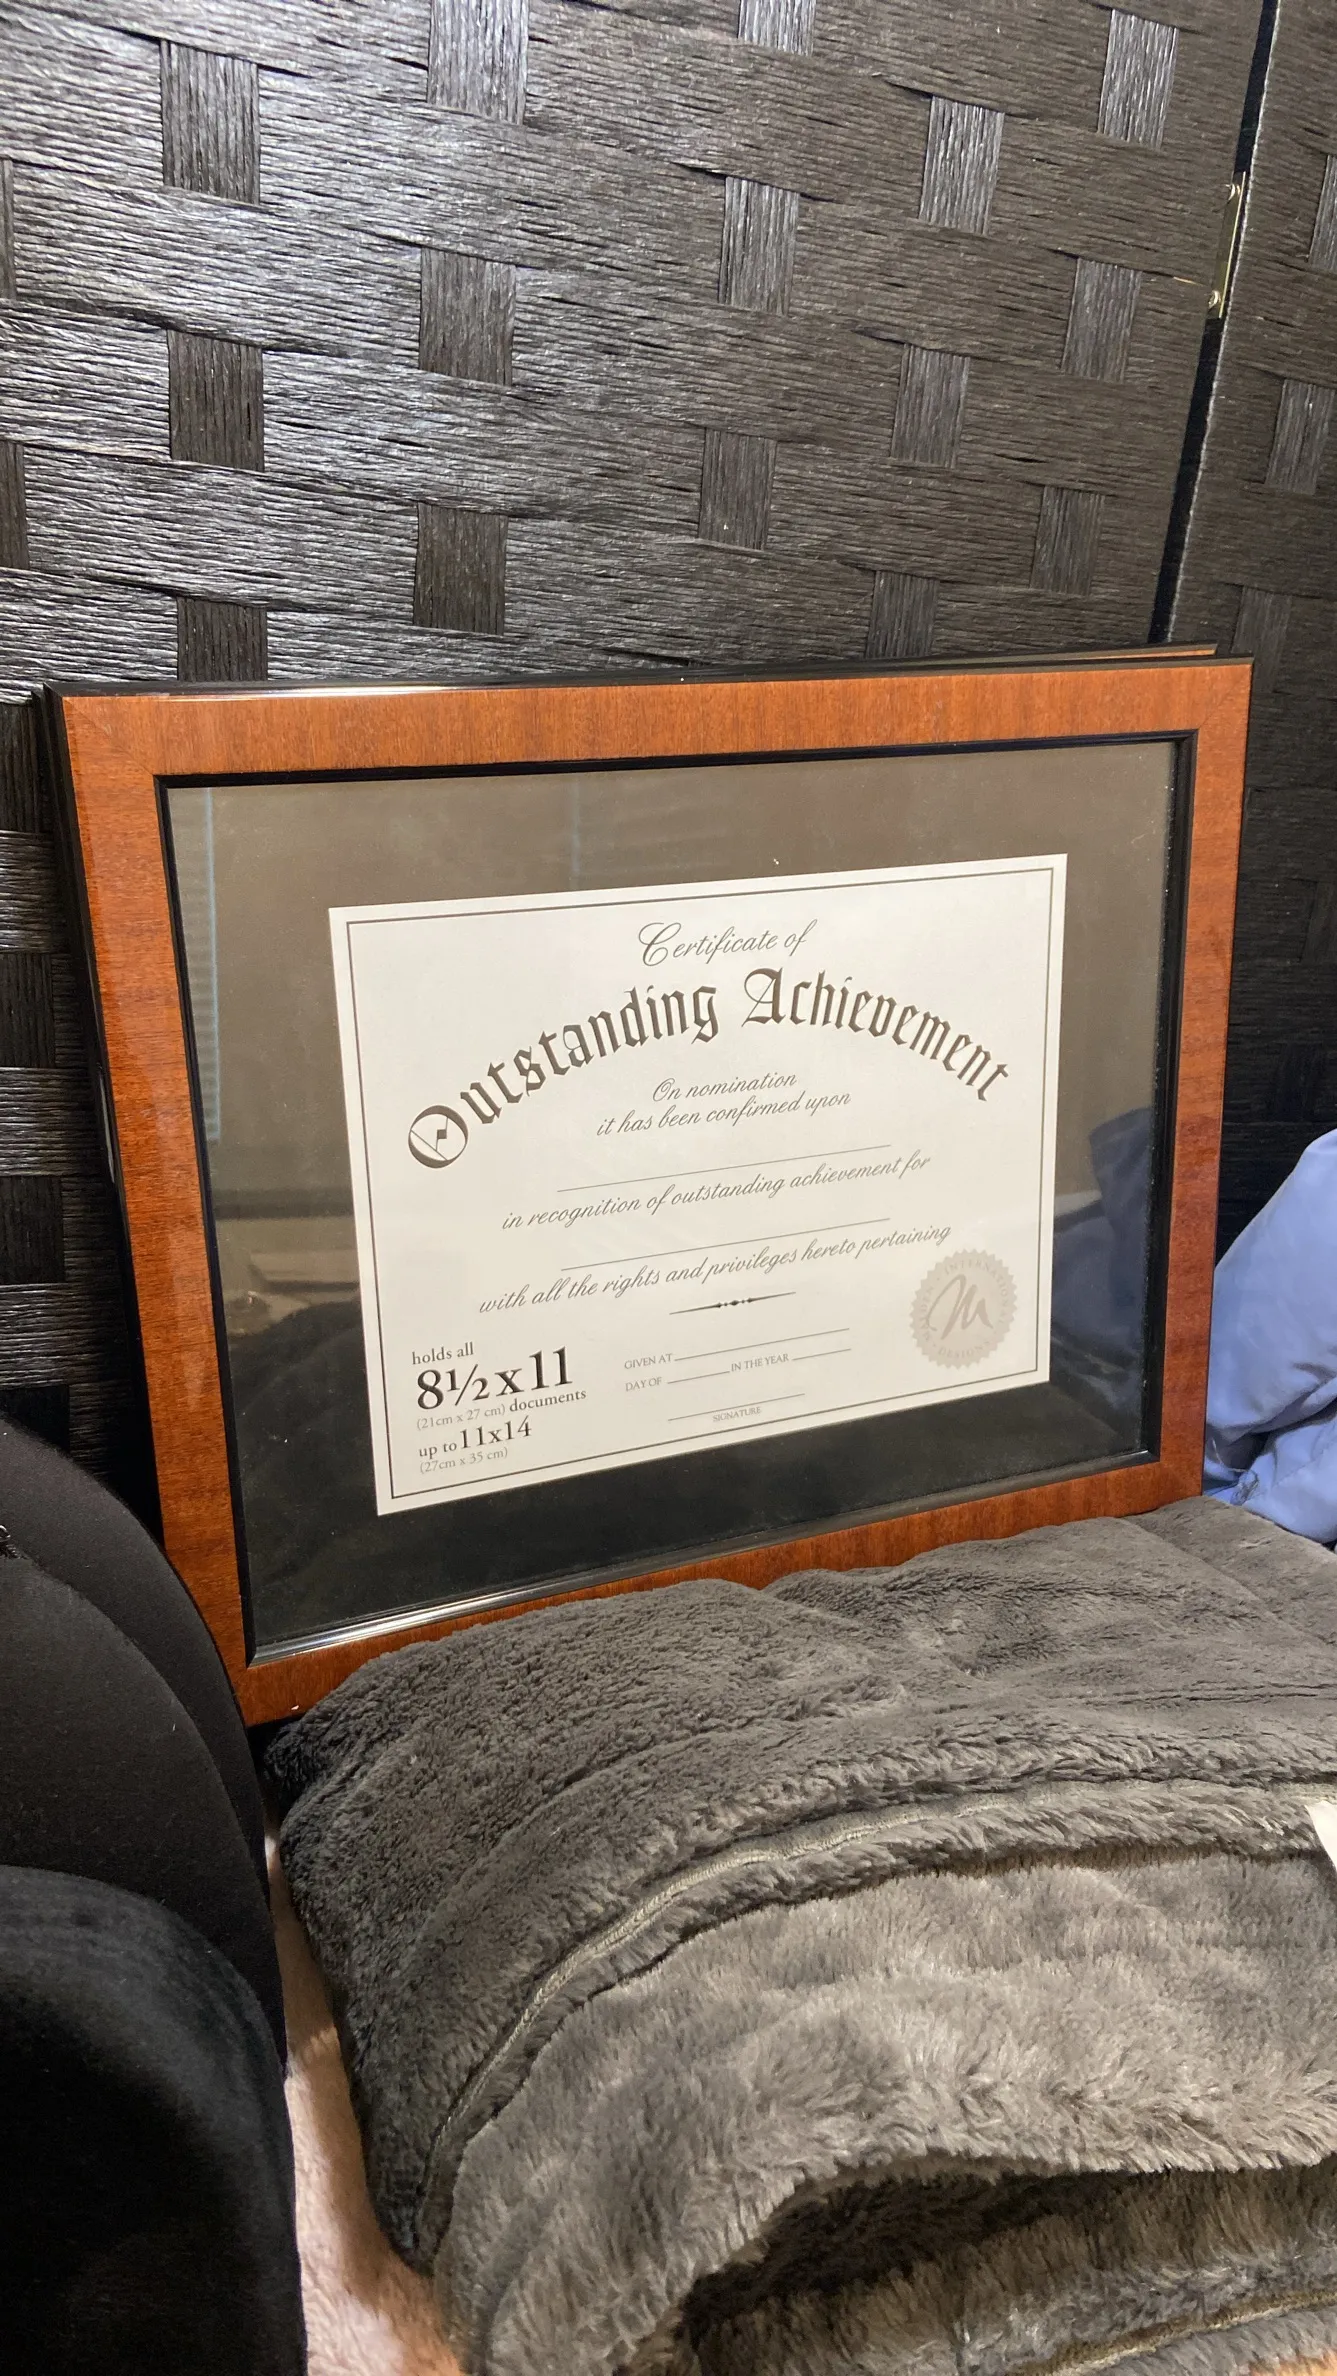 Certificate of
Outstanding Achievement
On nomination
it has been confirmed upon
in recognition of outstanding achievement for
with all the rights and privileges hereto pertaining
holds all
8½x11
(21cm x 27 cm) documents
up to 11x14
(27cm x 35 cm)
GIVEN AT
DAY OF IN THE YEAR
SIGNATURE
INTERNATIONAL
M
DESIGNS